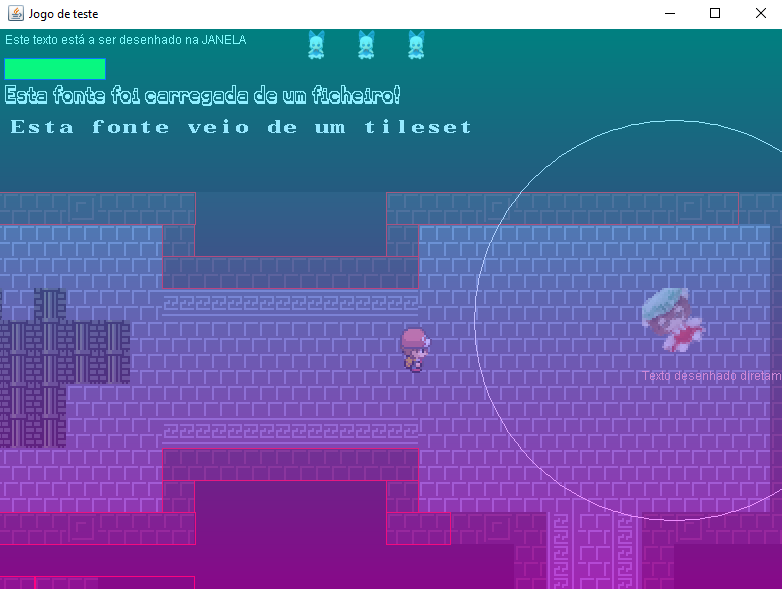 Jogo de teste
Este texto está a ser desenhado na JANELA
Esta fonte foi carregada de um ficheiro!
Esta fonte veio de um tileset
Texto desenhado diretam